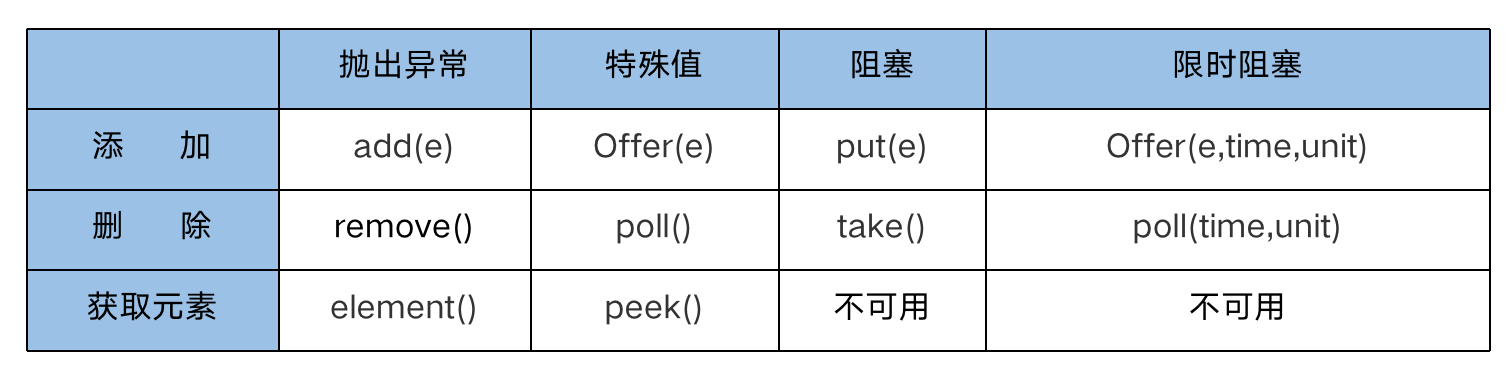 抛出异常 特殊值 阻塞 限时阻塞
添 加 add(e) Offer(e) put(e) Offer(e,time,unit)
删 除 remove() poll() take() poll(time,unit)
获取元素 element() peek() 不可用 不可用